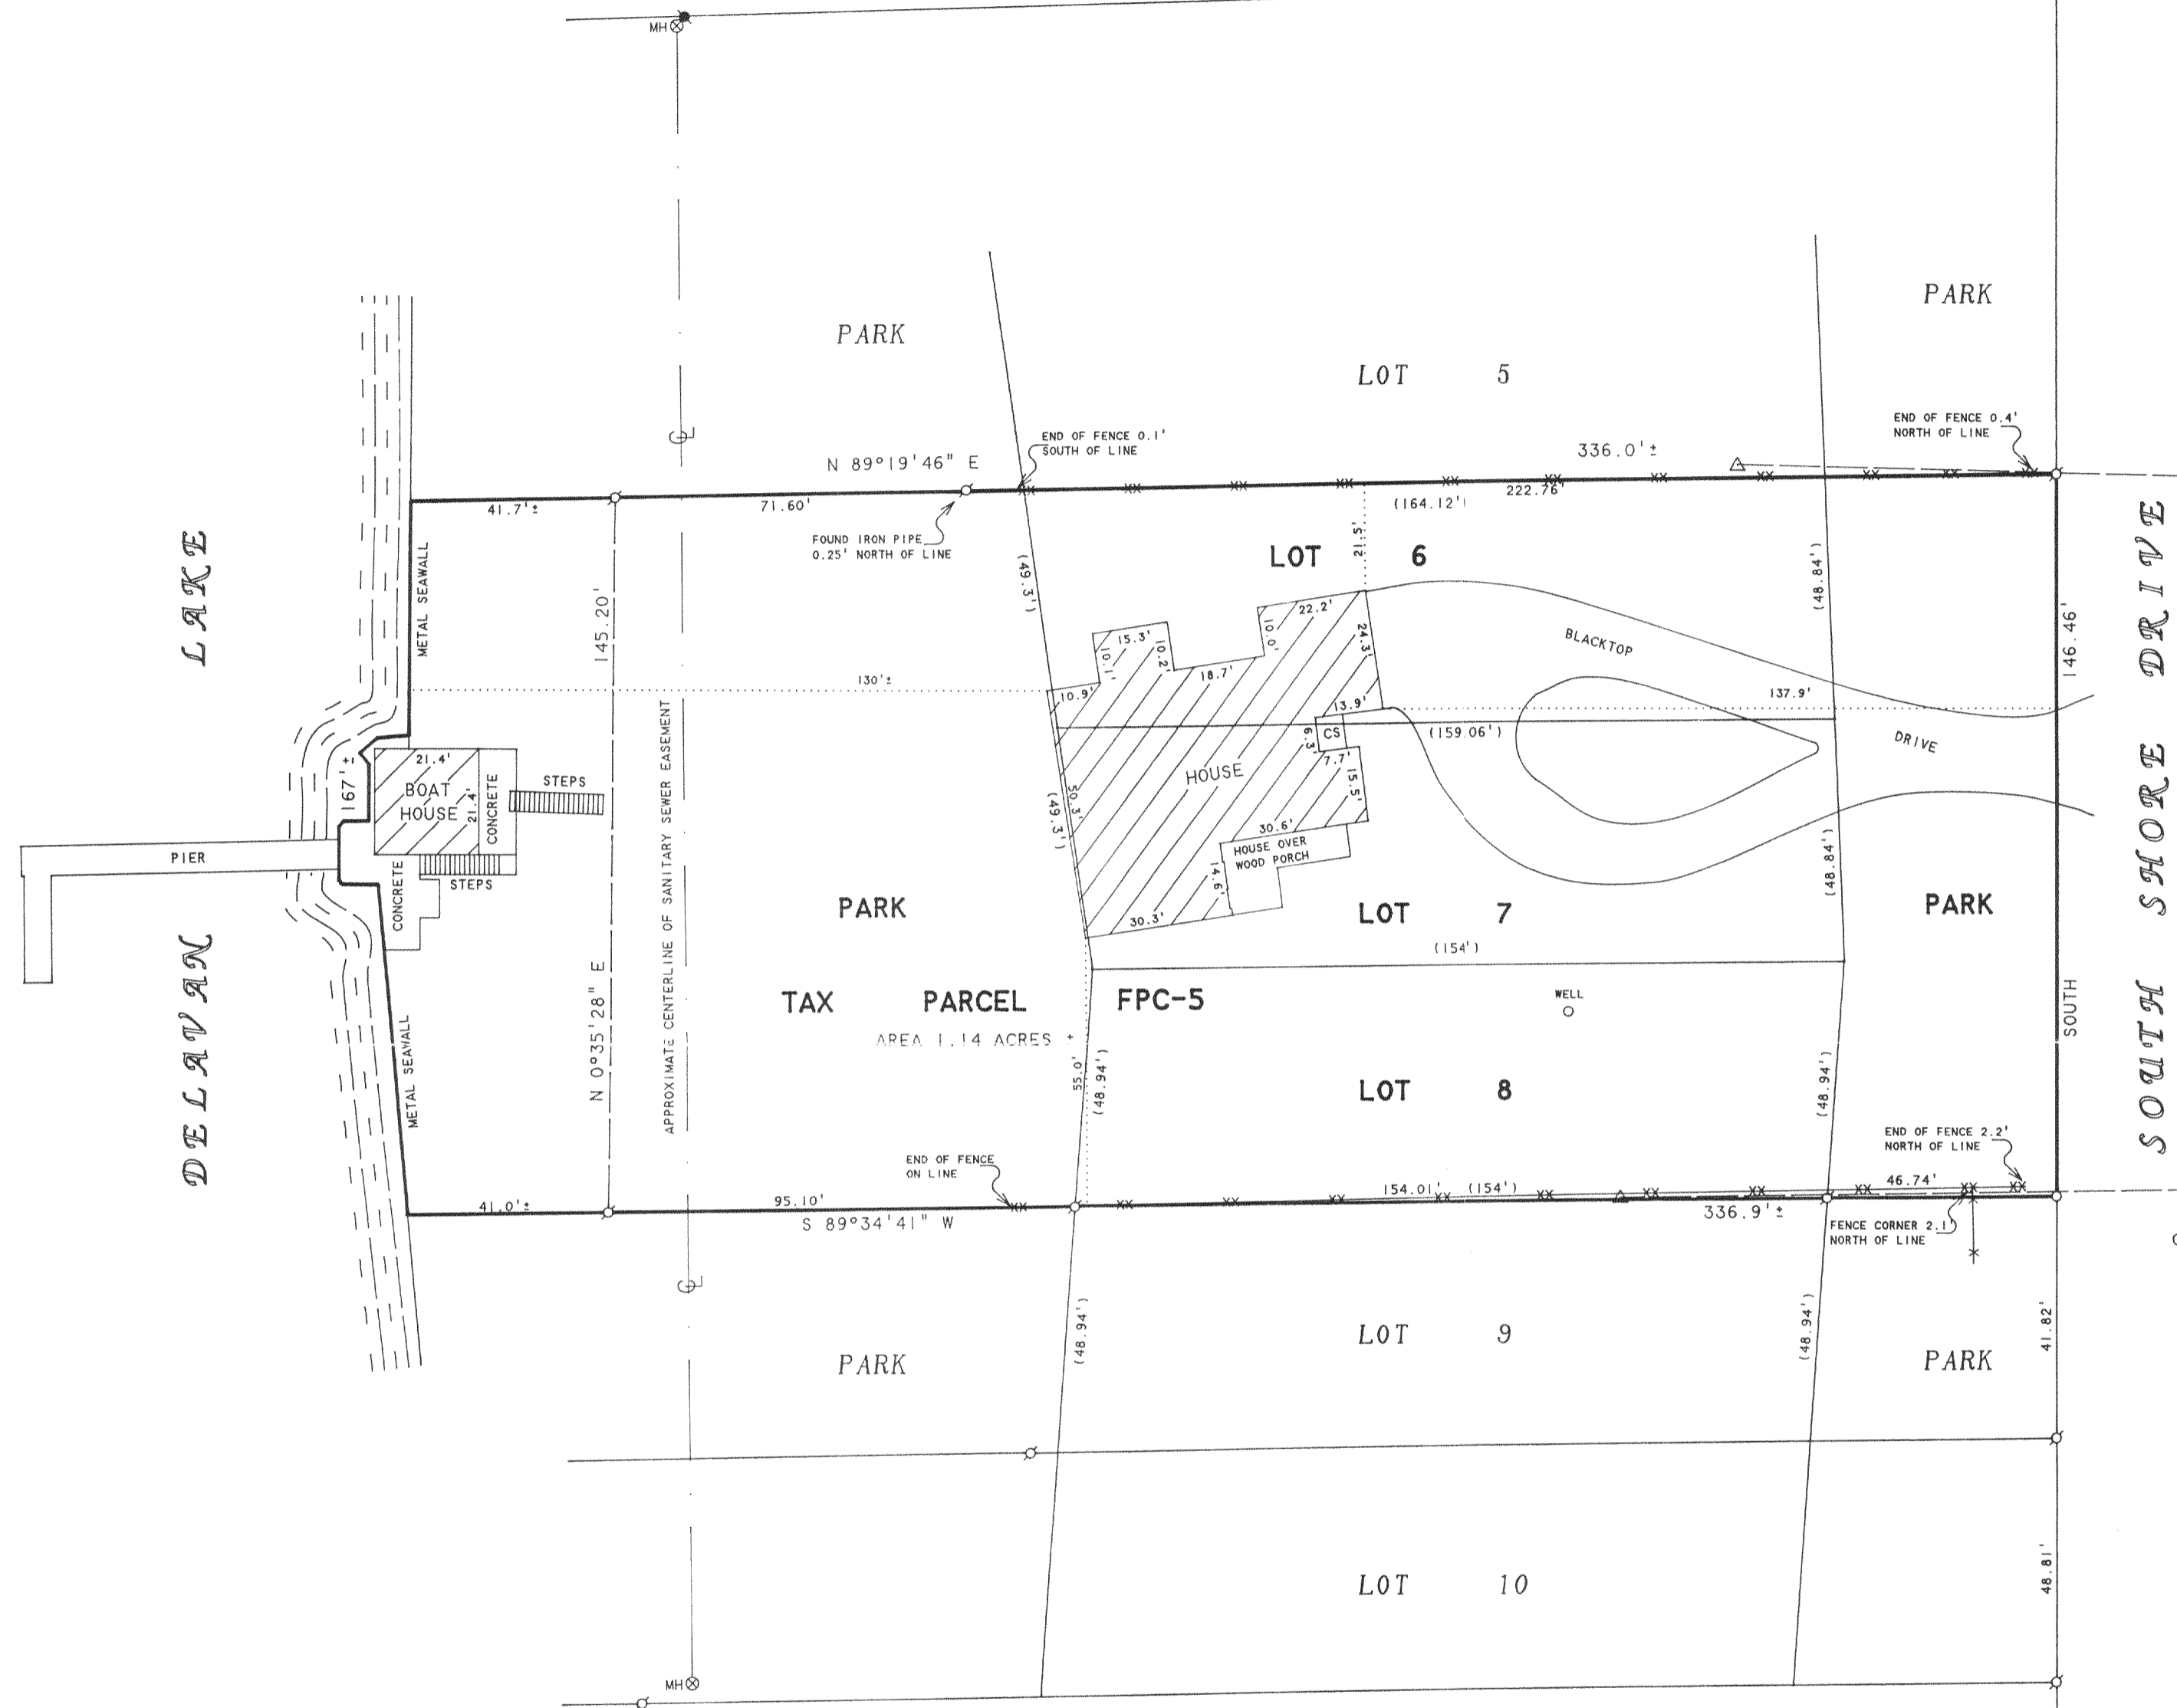 MH
PARK
PARK
LOT 5
END OF FENCE 0.1'
SOUTH OF LINE
END OF FENCE 0.4'
NORTH OF LINE
N 89°19'46" E
336.0'±
41.7'±
71.60'
222.76'
(164.12')
FOUND IRON PIPE
0.25' NORTH OF LINE
LOT 6
21.5'
(49.3')
(48.84')
METAL SEAWALL
145.20'
LAKE
DELAVAN
SOUTH SHORE DRIVE
146.46'
SOUTH
BLACKTOP
DRIVE
22.2'
15.3'
10.1'
10.2'
10.0'
24.3'
18.7'
10.9'
130'±
13.9'
137.9'
(159.06')
CS
6.3'
7.7'
15.5'
HOUSE
50.3'
(49.3')
30.6'
HOUSE OVER
WOOD PORCH
14.6'
30.3'
167'±
21.4'
BOAT
HOUSE
21.4'
CONCRETE
STEPS
PIER
STEPS
CONCRETE
APPROXIMATE CENTERLINE OF SANITARY SEWER EASEMENT
PARK
LOT 7
(48.84')
PARK
(154')
TAX PARCEL FPC-5
AREA 1.14 ACRES ±
WELL
N 0°35'28" E
METAL SEAWALL
55.0'
(48.94')
LOT 8
(48.94')
END OF FENCE
ON LINE
END OF FENCE 2.2'
NORTH OF LINE
41.0'±
95.10'
S 89°34'41" W
154.01'
(154')
46.74'
336.9'±
FENCE CORNER 2.1'
NORTH OF LINE
(48.94')
(48.94')
41.82'
PARK
LOT 9
PARK
LOT 10
48.81'
MH